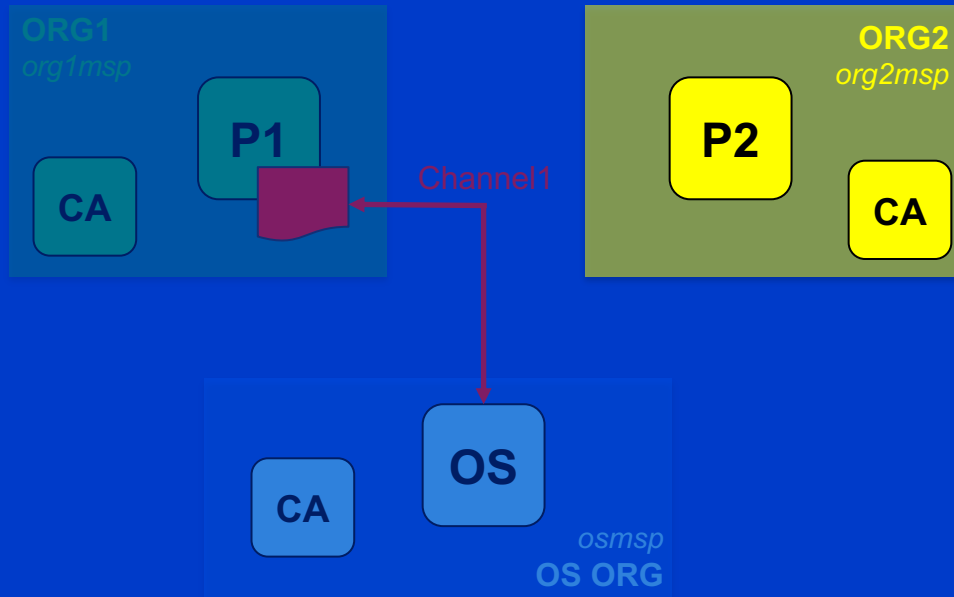 ORG1
org1msp
P1
CA
Channel1
ORG2
org2msp
P2
CA
OS
CA
osmsp
OS ORG